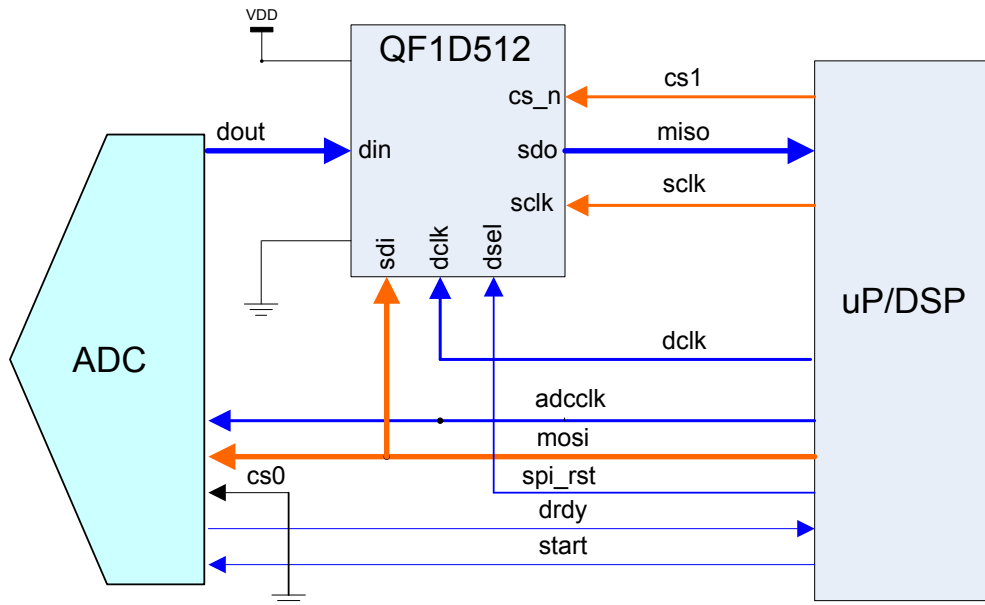 VDD
QF1D512
cs_n
cs1
dout
din
sdo
miso
sclk
sclk
sdi
dclk
dsel
uP/DSP
ADC
dclk
adcclk
mosi
cs0
spi_rst
drdy
start